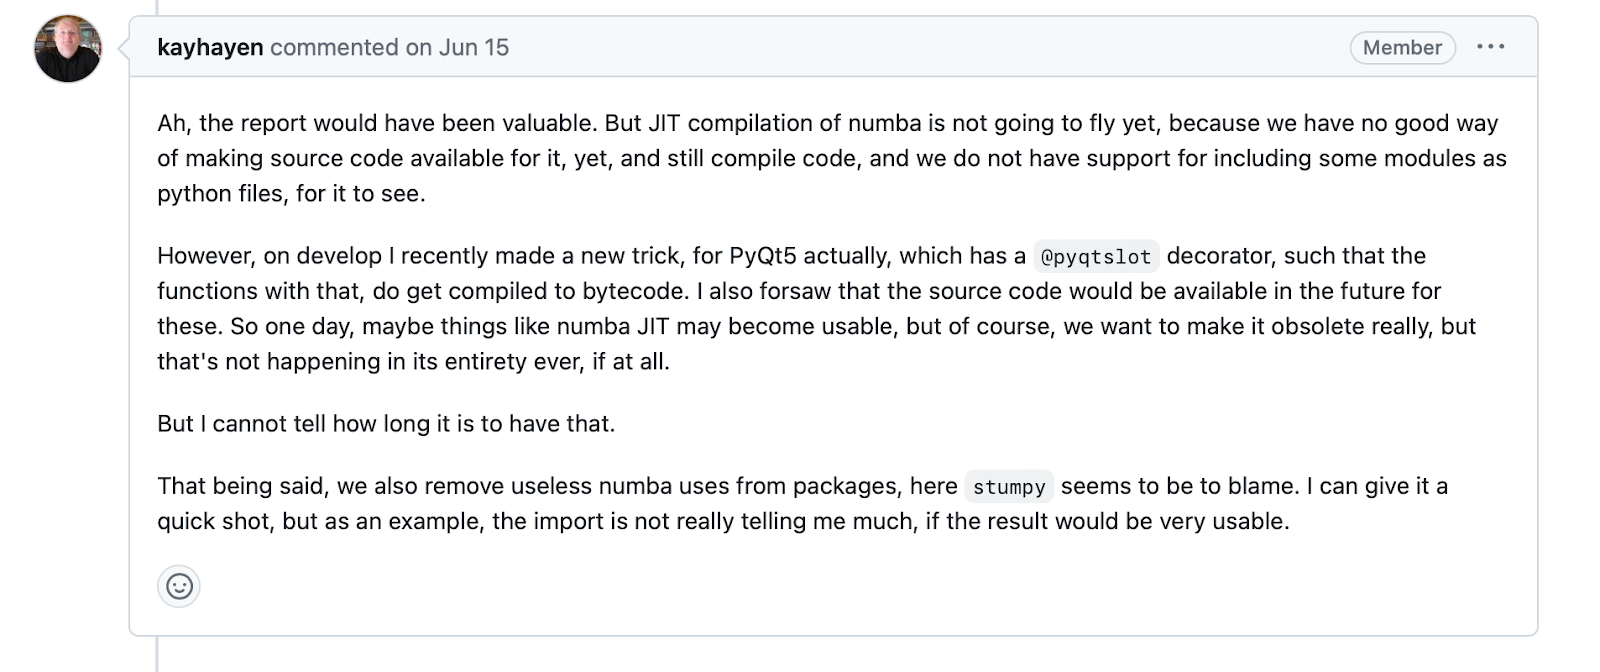 kayhayen commented on Jun 15
Member
Ah, the report would have been valuable. But JIT compilation of numba is not going to fly yet, because we have no good way
of making source code available for it, yet, and still compile code, and we do not have support for including some modules as
python files, for it to see.
However, on develop I recently made a new trick, for PyQt5 actually, which has a @pyqtslot decorator, such that the
functions with that, do get compiled to bytecode. I also forsaw that the source code would be available in the future for
these. So one day, maybe things like numba JIT may become usable, but of course, we want to make it obsolete really, but
that's not happening in its entirety ever, if at all.
But I cannot tell how long it is to have that.
That being said, we also remove useless numba uses from packages, here stumpy seems to be to blame. I can give it a
quick shot, but as an example, the import is not really telling me much, if the result would be very usable.